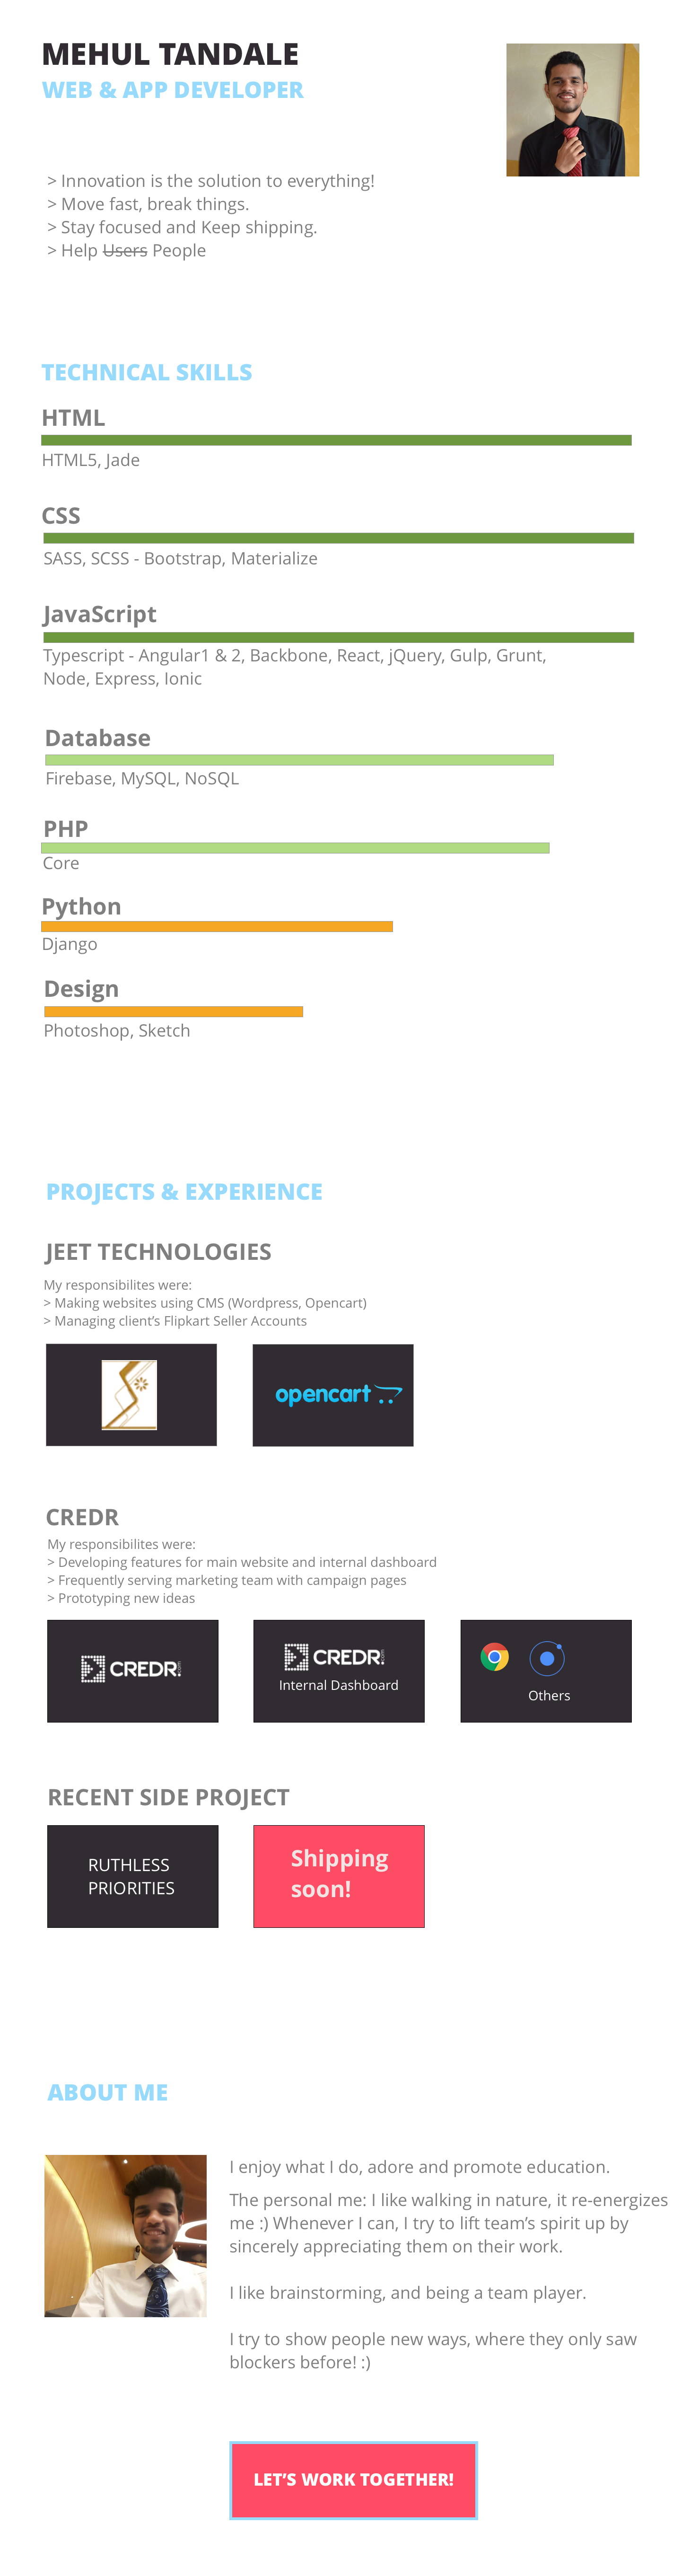 MEHUL TANDALE
WEB & APP DEVELOPER
> Innovation is the solution to everything!
> Move fast, break things.
> Stay focused and Keep shipping.
> Help Users People
TECHNICAL SKILLS
HTML
HTML5, Jade
CSS
SASS, SCSS - Bootstrap, Materialize
JavaScript
Typescript - Angular1 & 2, Backbone, React, jQuery, Gulp, Grunt,
Node, Express, Ionic
Database
Firebase, MySQL, NoSQL
PHP
Core
Python
Django
Design
Photoshop, Sketch
PROJECTS & EXPERIENCE
JEET TECHNOLOGIES
My responsibilites were:
> Making websites using CMS (Wordpress, Opencart)
> Managing client’s Flipkart Seller Accounts
opencart
CREDR
My responsibilites were:
> Developing features for main website and internal dashboard
> Frequently serving marketing team with campaign pages
> Prototyping new ideas
CREDR.com
CREDR.com
Internal Dashboard
Others
RECENT SIDE PROJECT
RUTHLESS
PRIORITIES
Shipping
soon!
ABOUT ME
I enjoy what I do, adore and promote education.
The personal me: I like walking in nature, it re-energizes
me :) Whenever I can, I try to lift team’s spirit up by
sincerely appreciating them on their work.
I like brainstorming, and being a team player.
I try to show people new ways, where they only saw
blockers before! :)
LET’S WORK TOGETHER!